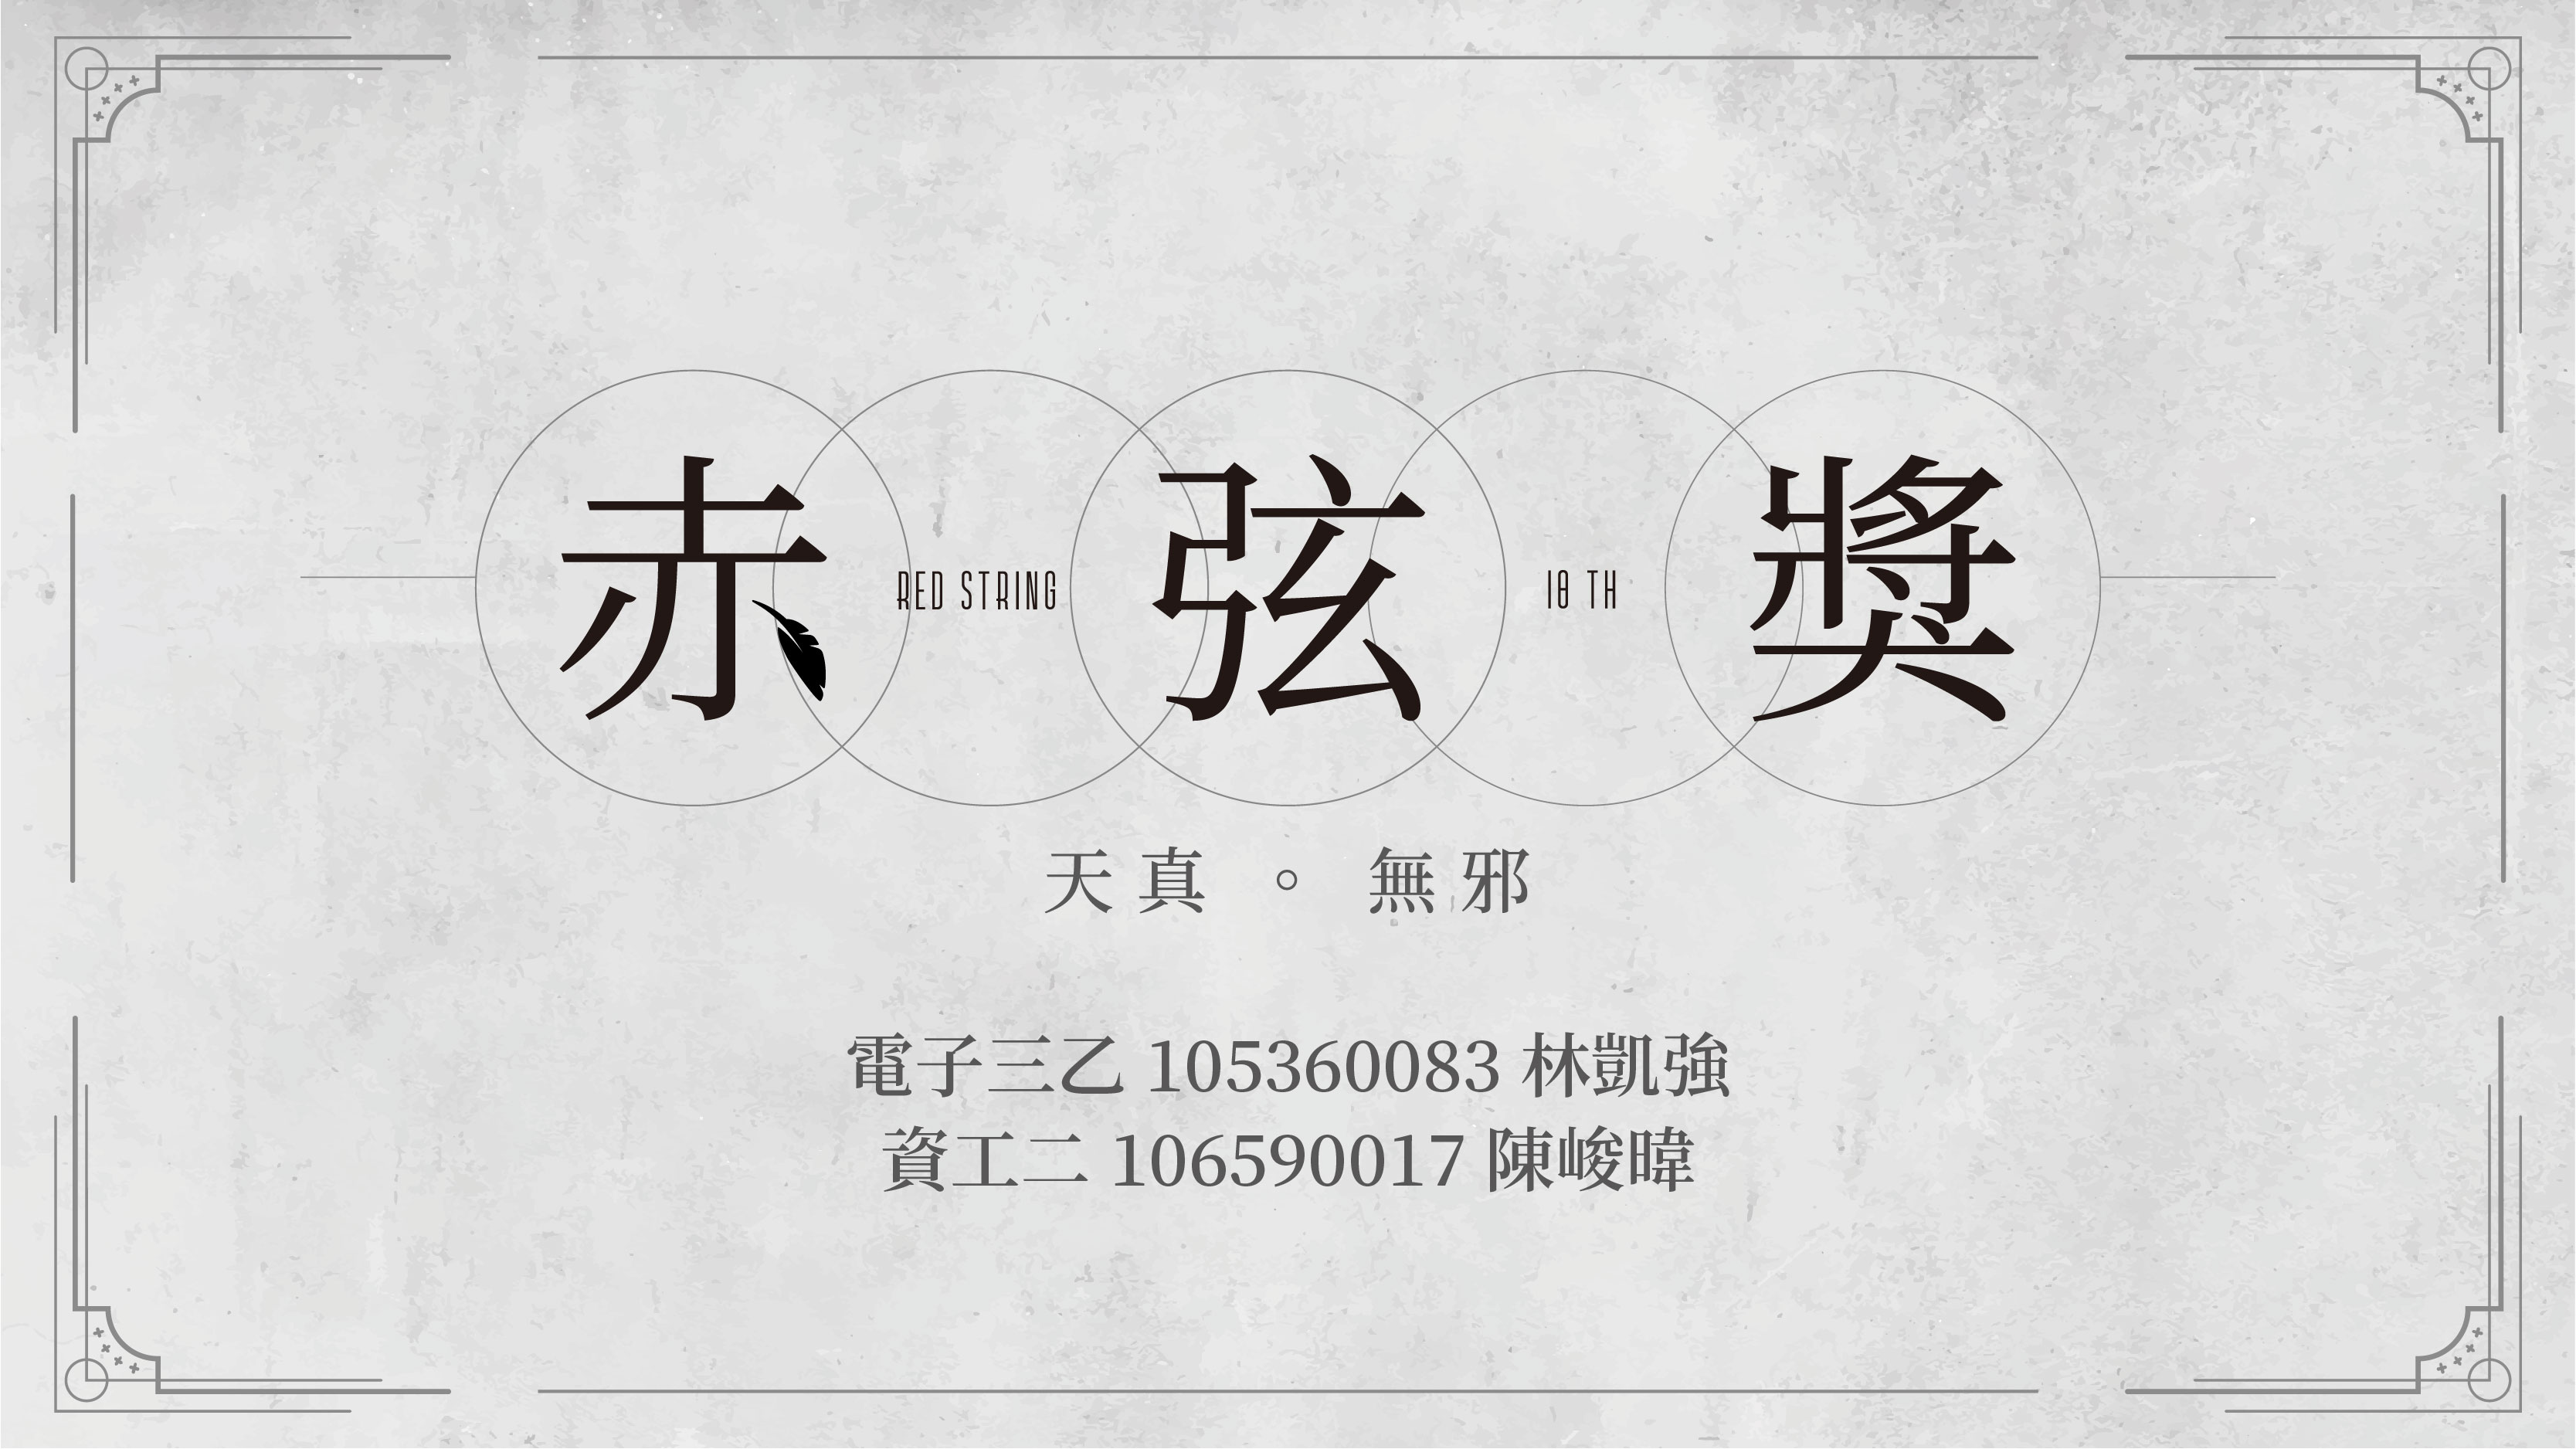 赤 RED STRING 弦 18 TH 獎
天真 。 無邪
電子三乙 105360083 林凱強
資工二 106590017 陳峻暐